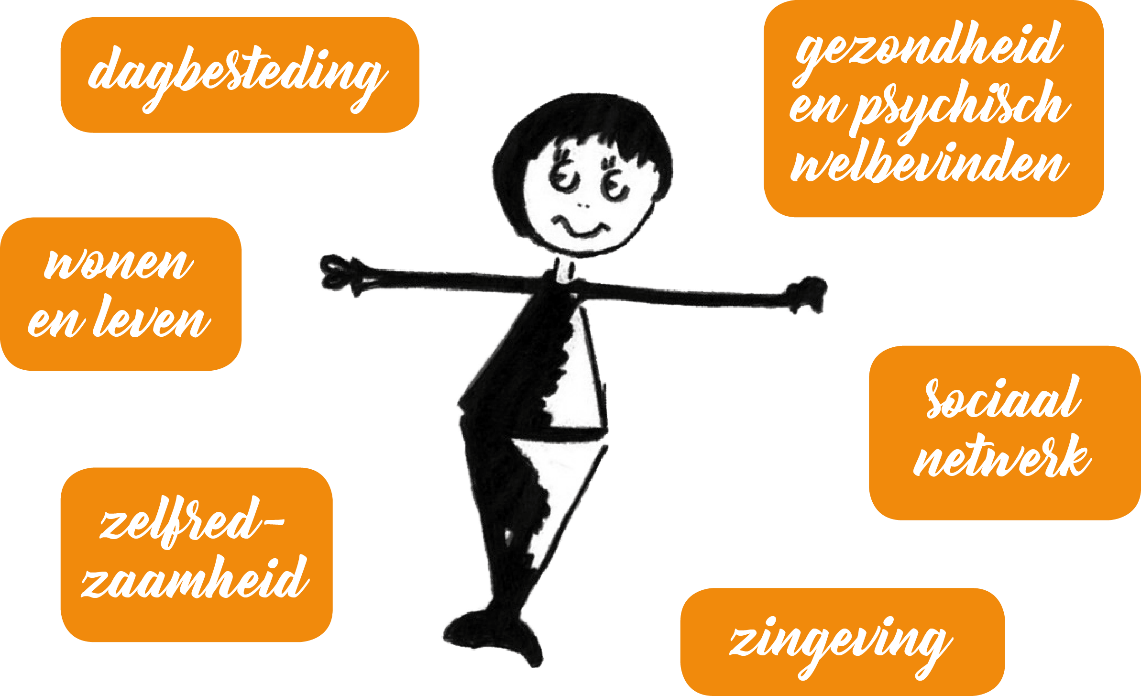 dagbesteding
gezondheid
en psychisch
welbevinden
wonen
en leven
sociaal
netwerk
zelfred-
zaamheid
zingeving